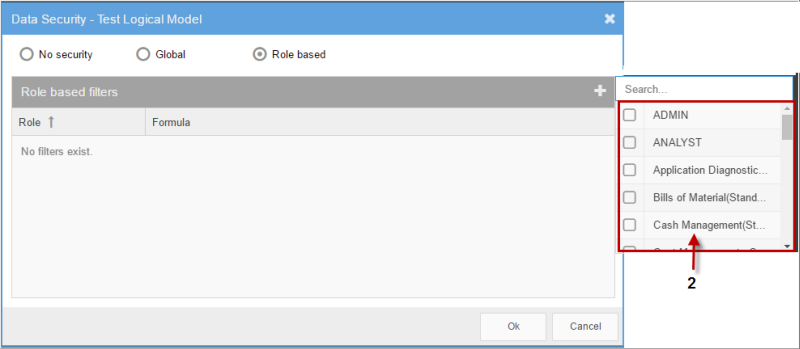 Data Security - Test Logical Model
No security Global Role based
Role based filters
Search...
Role Formula
No filters exist.
ADMIN
ANALYST
Application Diagnostic...
Bills of Material(Stand...
Cash Management(St...
2
Ok Cancel